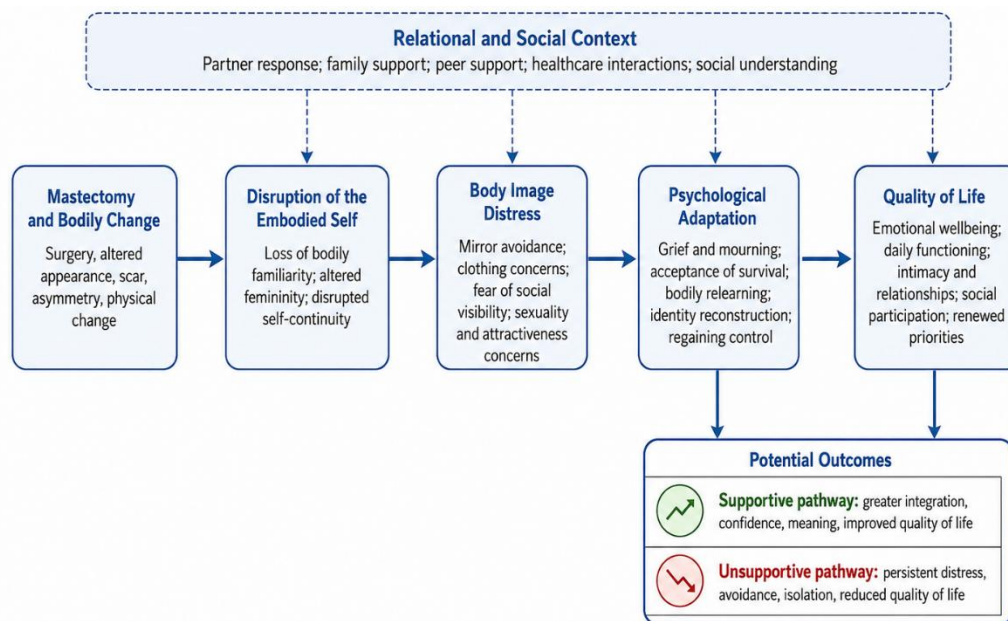 Relational and Social Context
Partner response; family support; peer support; healthcare interactions; social understanding
Mastectomy
and Bodily Change
Surgery, altered
appearance, scar,
asymmetry, physical
change
Disruption of the
Embodied Self
Loss of bodily
familiarity; altered
femininity; disrupted
self-continuity
Body Image
Distress
Mirror avoidance;
clothing concerns;
fear of social
visibility; sexuality
and attractiveness
concerns
Psychological
Adaptation
Grief and mourning;
acceptance of survival;
bodily relearning;
identity reconstruction;
regaining control
Quality of Life
Emotional wellbeing;
daily functioning;
intimacy and
relationships; social
participation; renewed
priorities
Potential Outcomes
Supportive pathway: greater integration,
confidence, meaning, improved quality of life
Unsupportive pathway: persistent distress,
avoidance, isolation, reduced quality of life